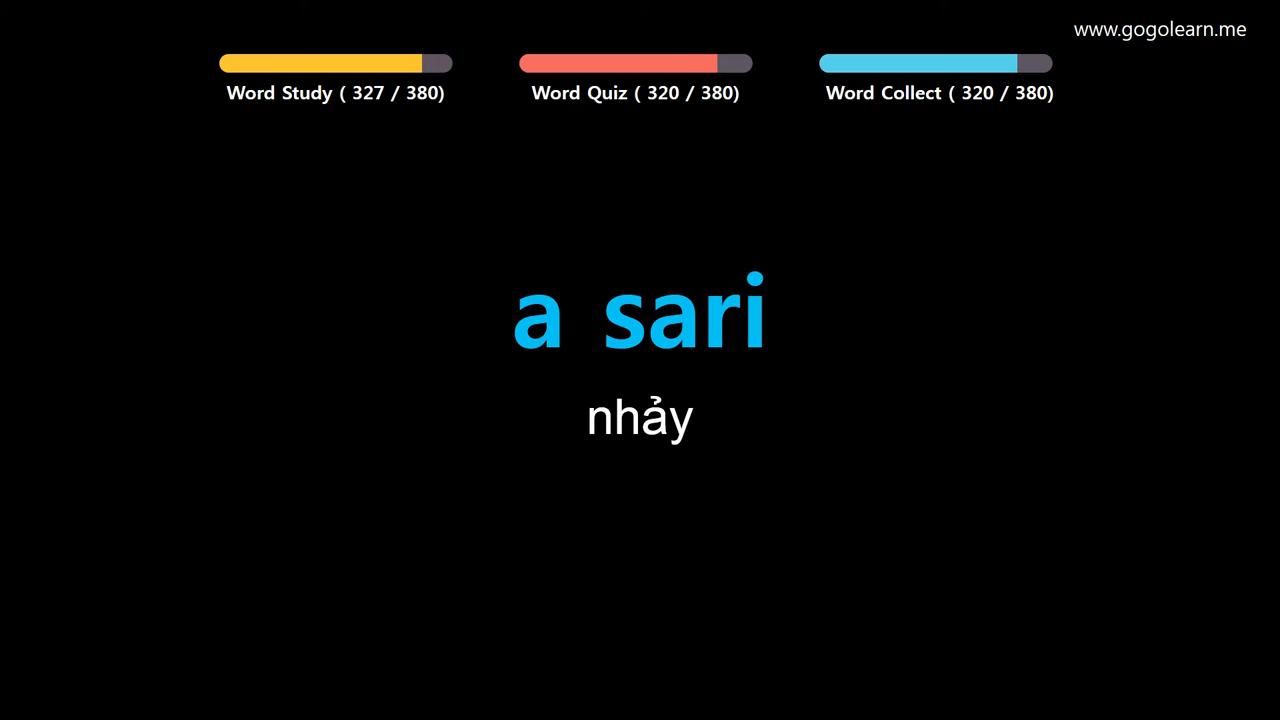 www.gogolearn.me
Word Study ( 327 / 380)
Word Quiz ( 320 / 380)
Word Collect ( 320 / 380)
a sari
nhảy